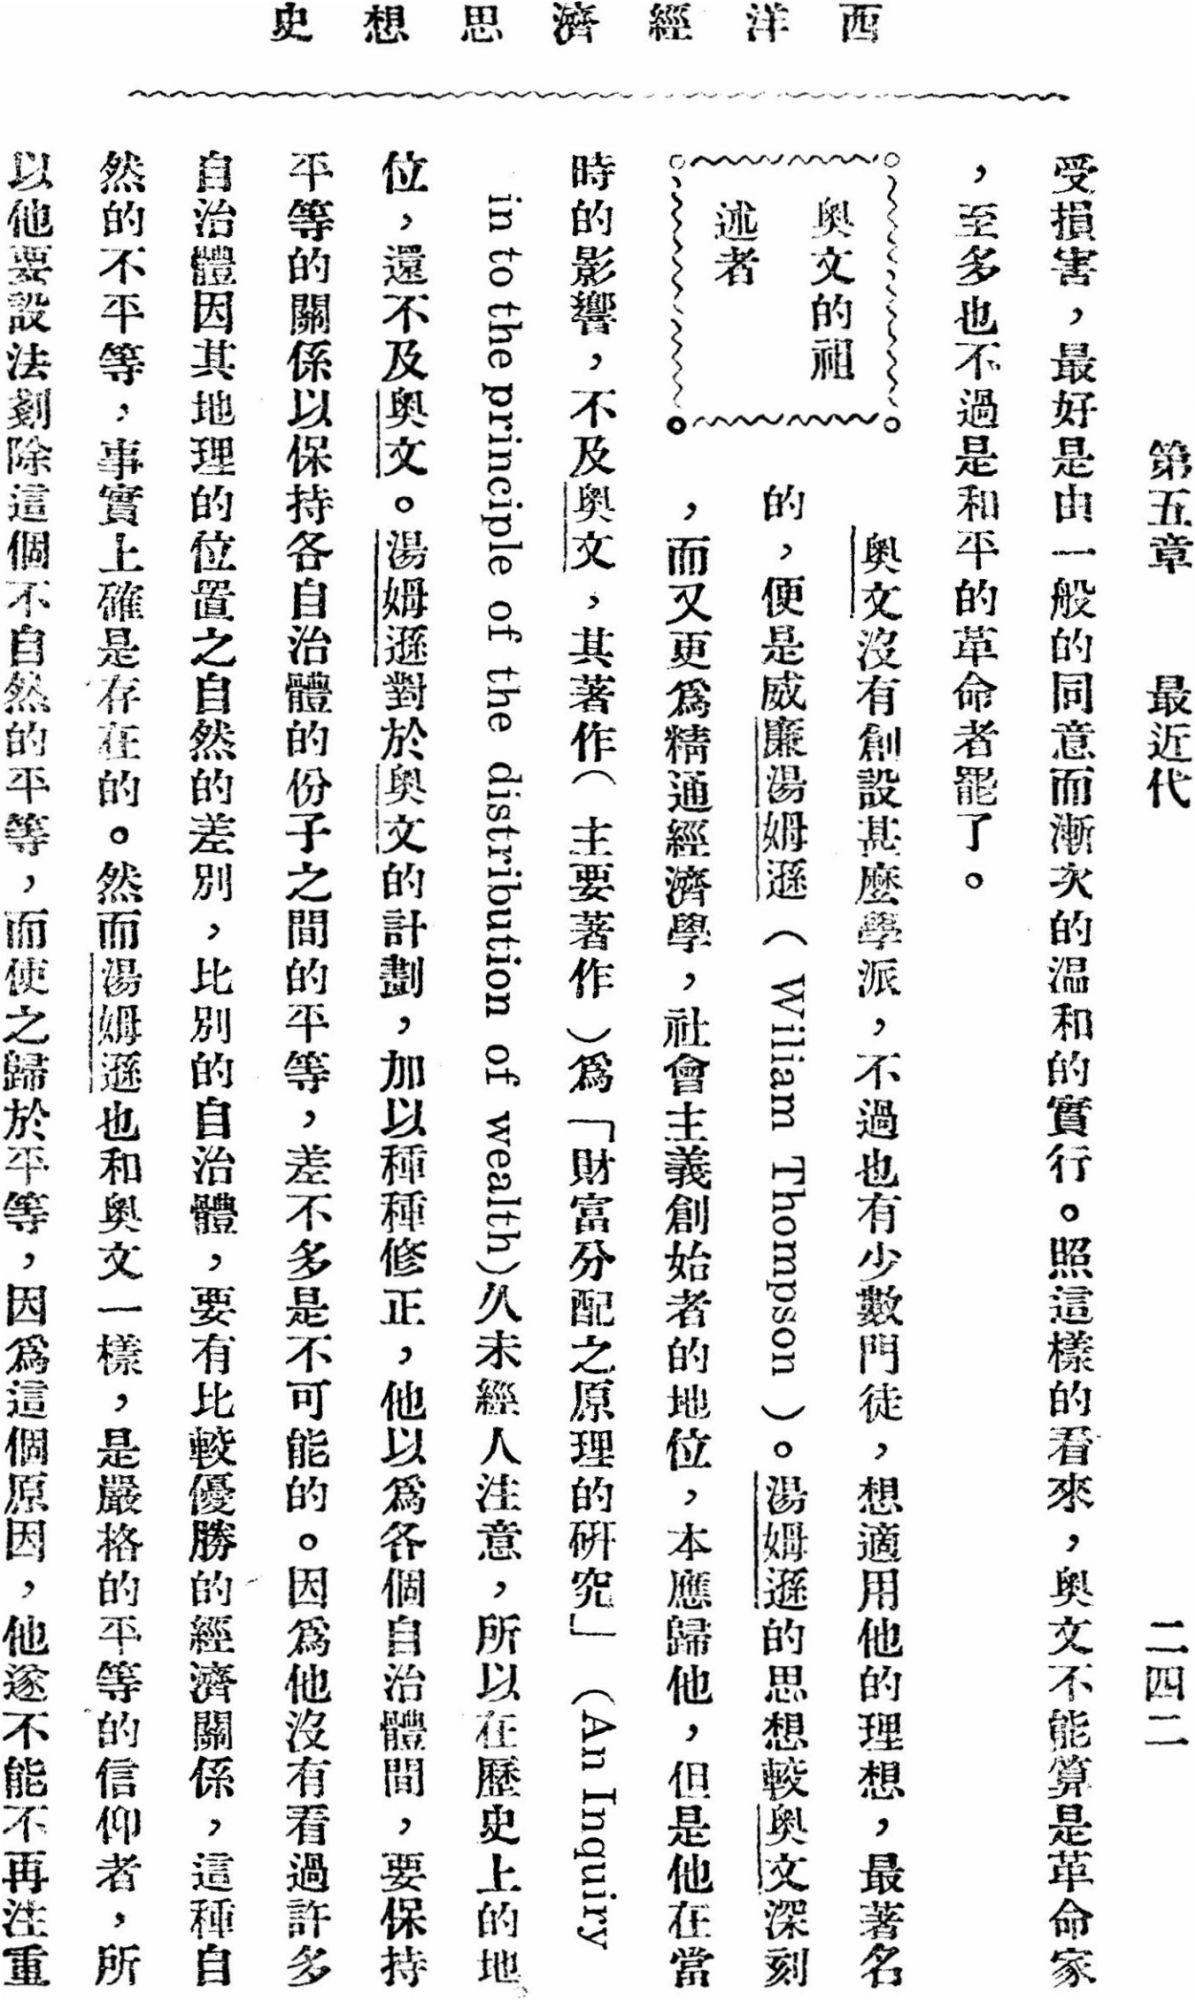 西洋經濟思想史
第五章 最近代 二四二
受損害，最好是由一般的同意而漸次的溫和的實行。照這樣的看來，奧文不能算是革命家
，至多也不過是和平的革命者罷了。
奧文的祖
述者
奧文沒有創設甚麼學派，不過也有少數門徒，想適用他的理想，最著名
的，便是威廉湯姆遜（Wiliam Thompson）。湯姆遜的思想較奧文深刻
，而又更爲精通經濟學，社會主義創始者的地位，本應歸他，但是他在當
時的影響，不及奧文，其著作（主要著作）爲「財富分配之原理的研究」（An Inquiry
in to the principle of the distribution of wealth）久未經人注意，所以在歷史上的地
位，還不及奧文。湯姆遜對於奧文的計劃，加以種種修正，他以爲各個自治體間，要保持
平等的關係以保持各自治體的份子之間的平等，差不多是不可能的。因爲他沒有看過許多
自治體因其地理的位置之自然的差別，比別的自治體，要有比較優勝的經濟關係，這種自
然的不平等，事實上確是存在的。然而湯姆遜也和奧文一樣，是嚴格的平等的信仰者，所
以他要設法剗除這個不自然的平等，而使之歸於平等，因爲這個原因，他遂不能不再注重